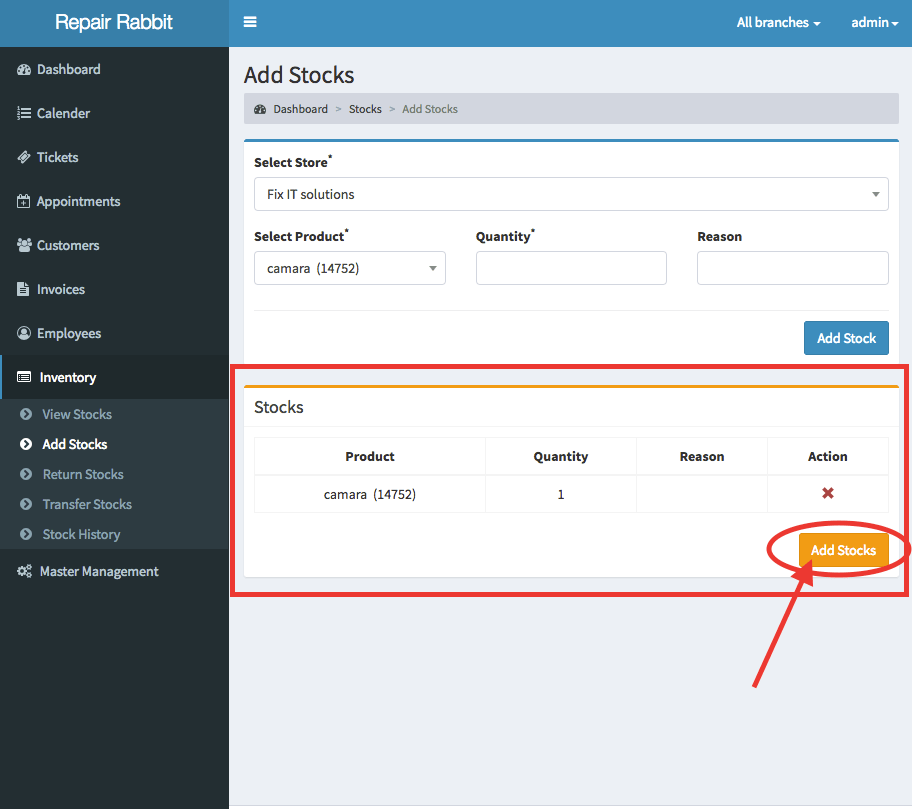 Repair Rabbit
All branches
admin
Dashboard
Calender
Tickets
Appointments
Customers
Invoices
Employees
Inventory
View Stocks
Add Stocks
Return Stocks
Transfer Stocks
Stock History
Master Management
Add Stocks
Dashboard > Stocks > Add Stocks
Select Store*
Fix IT solutions
Select Product* Quantity* Reason
camara (14752)
Add Stock
Stocks
Product Quantity Reason Action
camara (14752) 1
Add Stocks